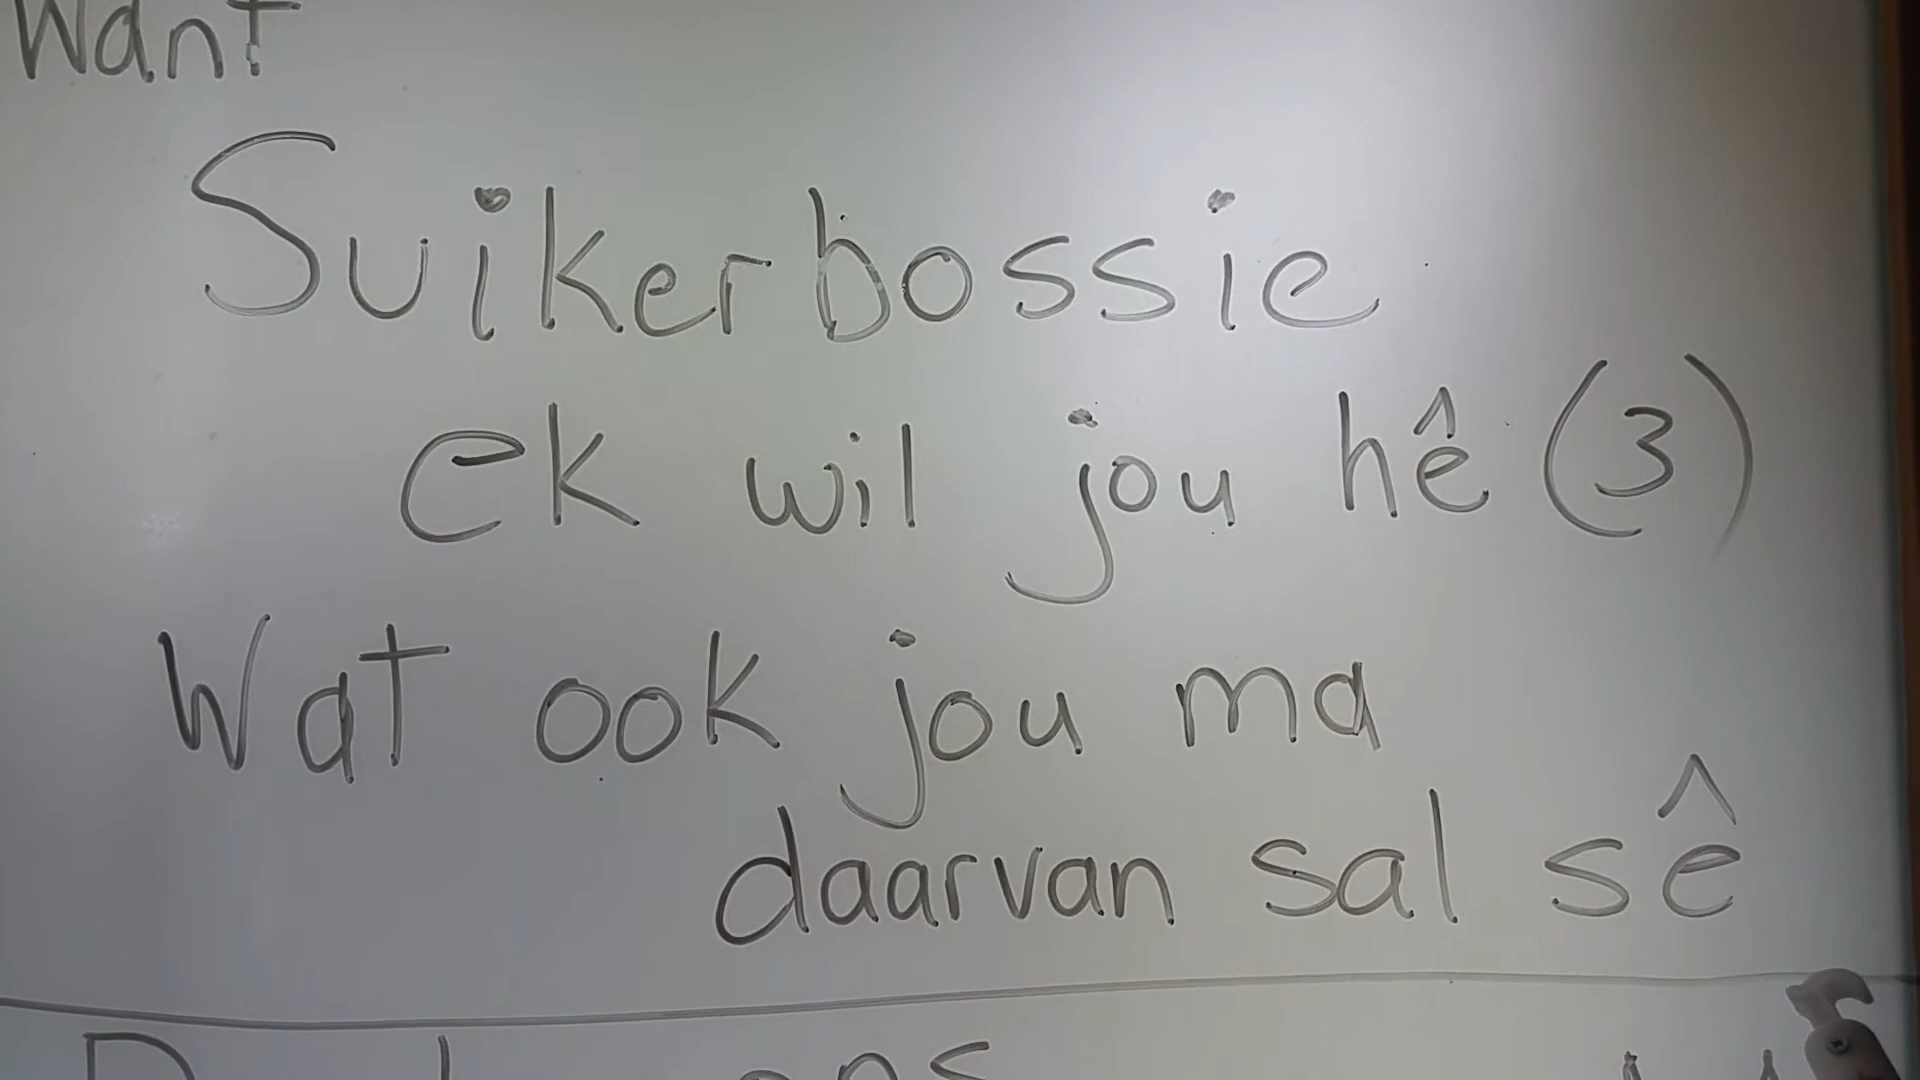 Want
Suikerbossie
ek wil jou hê (3)
Wat ook jou ma
daarvan sal sê